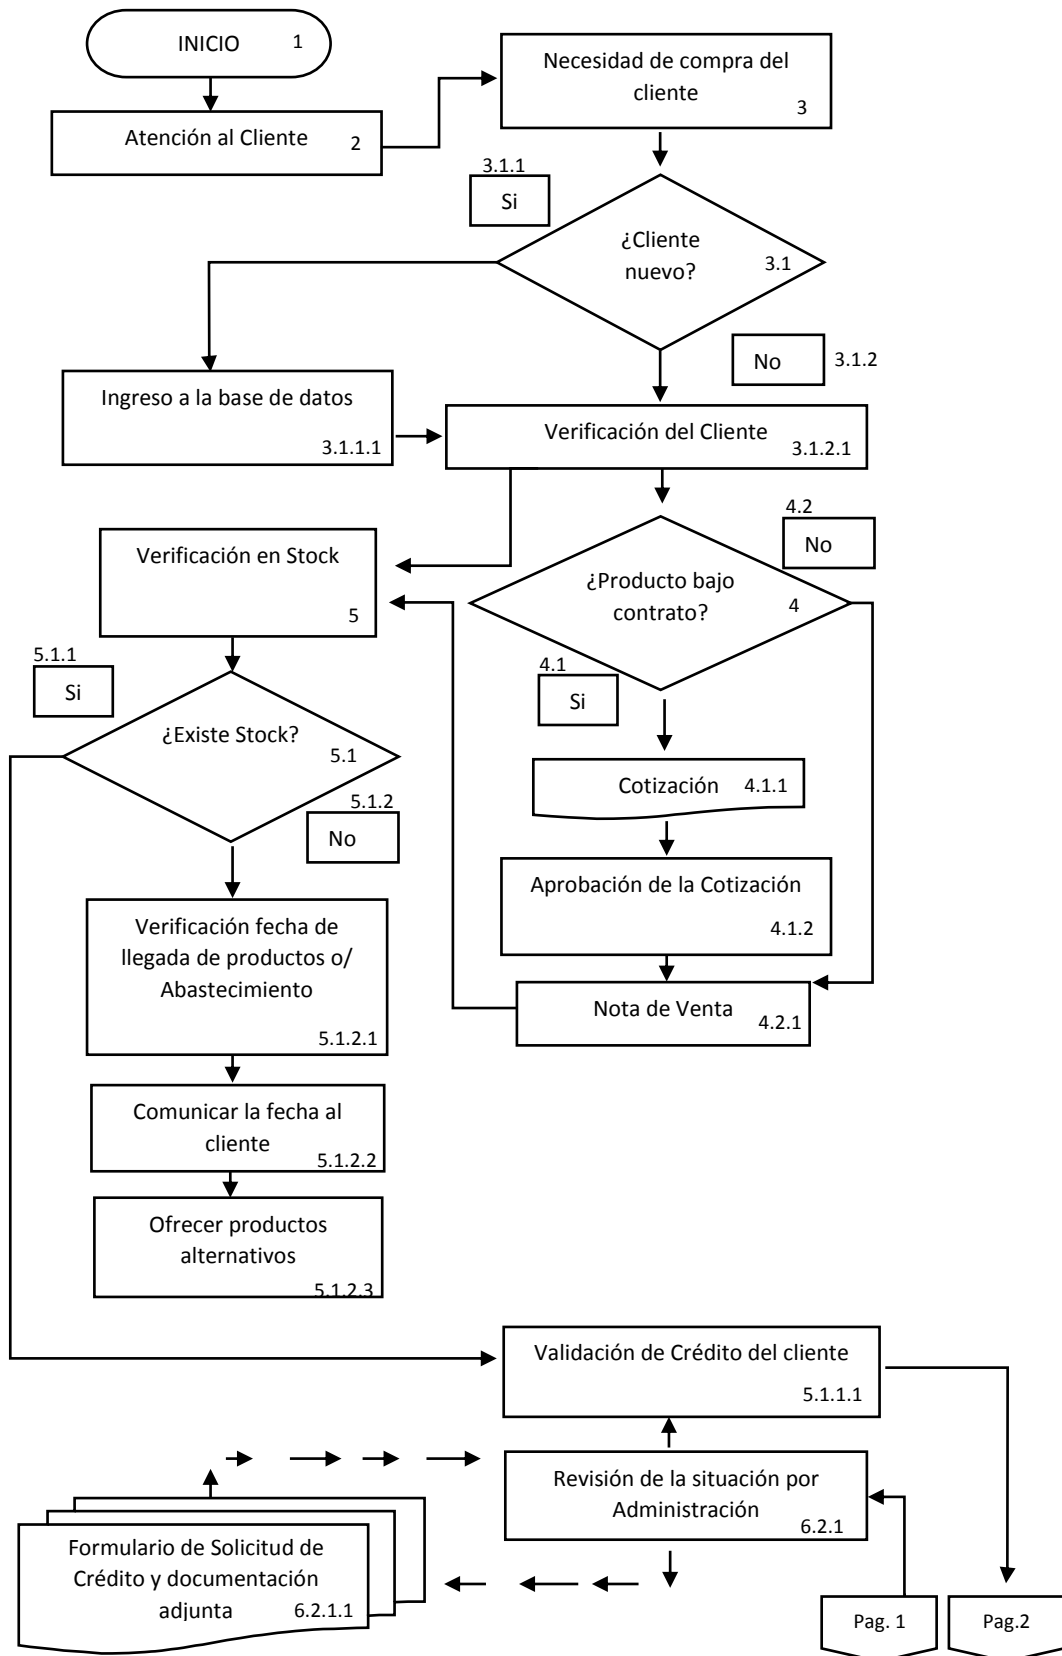 INICIO 1
Necesidad de compra del
cliente
3
Atención al Cliente 2
3.1.1
Si
¿Cliente
nuevo?
3.1
No 3.1.2
Ingreso a la base de datos
3.1.1.1
Verificación del Cliente
3.1.2.1
4.2
No
Verificación en Stock
5
¿Producto bajo
contrato?
4
5.1.1
Si
4.1
Si
¿Existe Stock?
5.1
5.1.2
No
Cotización 4.1.1
Aprobación de la Cotización
4.1.2
Verificación fecha de
llegada de productos o/
Abastecimiento
5.1.2.1
Nota de Venta
4.2.1
Comunicar la fecha al
cliente
5.1.2.2
Ofrecer productos
alternativos
5.1.2.3
Validación de Crédito del cliente
5.1.1.1
Revisión de la situación por
Administración
6.2.1
Formulario de Solicitud de
Crédito y documentación
adjunta
6.2.1.1
Pag. 1
Pag.2